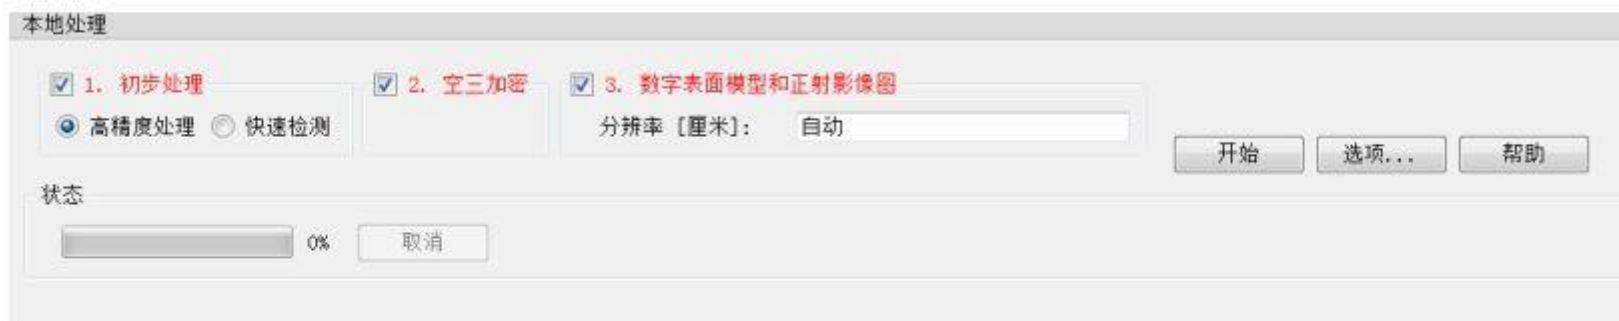 本地处理
1. 初步处理 2. 空三加密 3. 数字表面模型和正射影像图
高精度处理 快速检测 分辨率 [厘米]: 自动
开始 选项... 帮助
状态
0% 取消